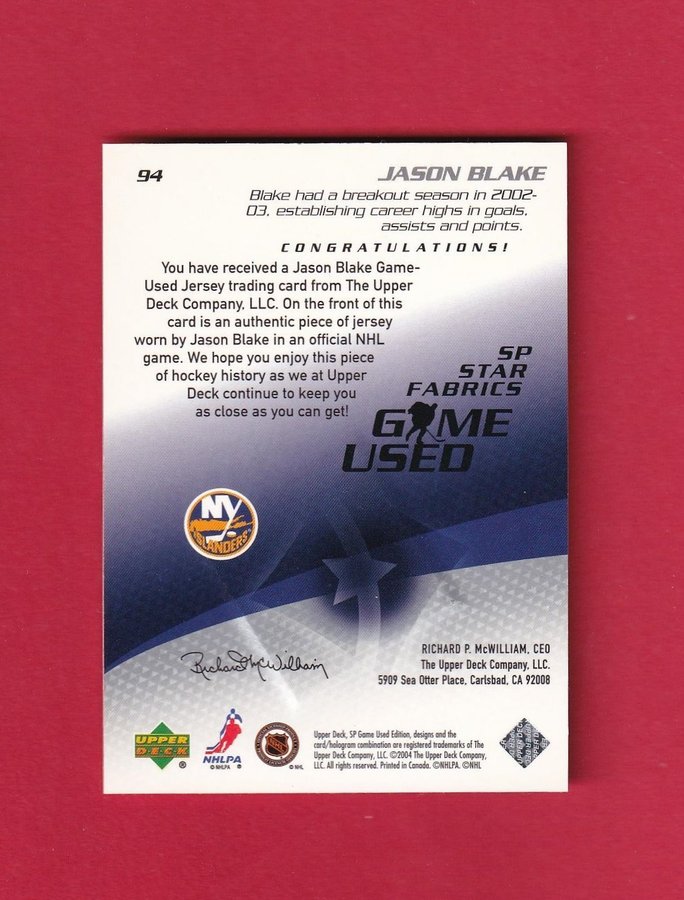 94
JASON BLAKE
Blake had a breakout season in 2002-
03, establishing career highs in goals,
assists and points.
CONGRATULATIONS!
You have received a Jason Blake Game-
Used Jersey trading card from The Upper
Deck Company, LLC. On the front of this
card is an authentic piece of jersey
worn by Jason Blake in an official NHL
game. We hope you enjoy this piece
of hockey history as we at Upper
Deck continue to keep you
as close as you can get!
SP
STAR
FABRICS
GAME
USED
NY
ISLANDERS
Richard McWilliam
RICHARD P. McWILLIAM, CEO
The Upper Deck Company, LLC.
5909 Sea Otter Place, Carlsbad, CA 92008
UPPER
DECK
®
NHLPA
© NHLPA
NHL
© NHL
Upper Deck, SP Game Used Edition, designs and the
card/hologram combination are registered trademarks of The
Upper Deck Company, LLC. ©2004 The Upper Deck Company,
LLC. All rights reserved. Printed in Canada. ©NHLPA. ©NHL